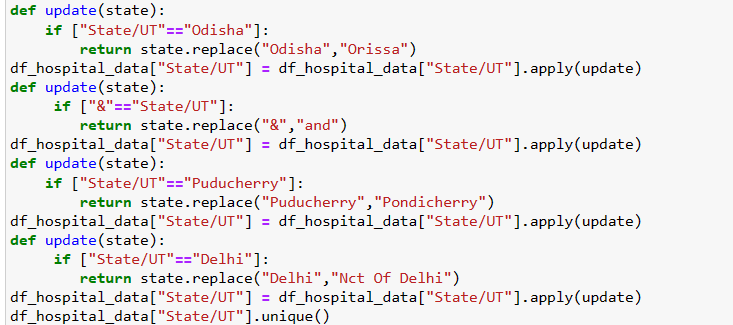 def update(state):
    if ["State/UT"=="Odisha"]:
        return state.replace("Odisha","Orissa")
df_hospital_data["State/UT"] = df_hospital_data["State/UT"].apply(update)
def update(state):
     if ["&"=="State/UT"]:
        return state.replace("&","and")
df_hospital_data["State/UT"] = df_hospital_data["State/UT"].apply(update)
def update(state):
    if ["State/UT"=="Puducherry"]:
        return state.replace("Puducherry","Pondicherry")
df_hospital_data["State/UT"] = df_hospital_data["State/UT"].apply(update)
def update(state):
     if ["State/UT"=="Delhi"]:
        return state.replace("Delhi","Nct Of Delhi")
df_hospital_data["State/UT"] = df_hospital_data["State/UT"].apply(update)
df_hospital_data["State/UT"].unique()